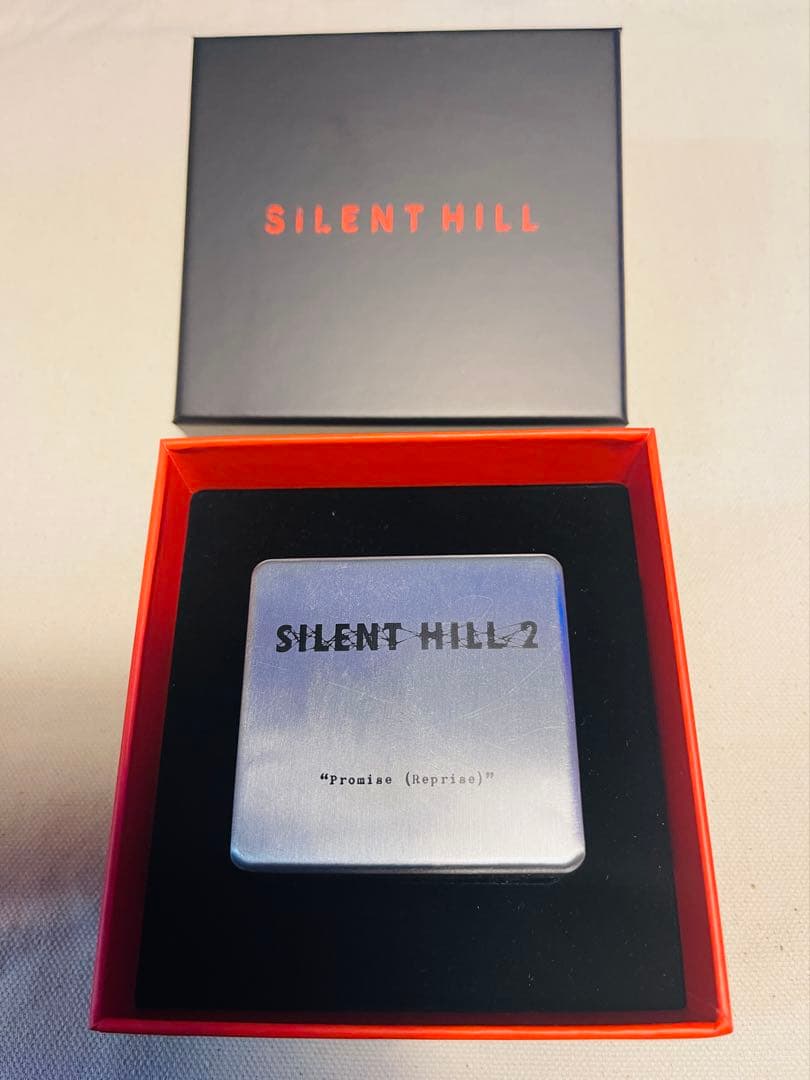 SILENT HILL
SILENT HILL 2
“Promise (Reprise)”